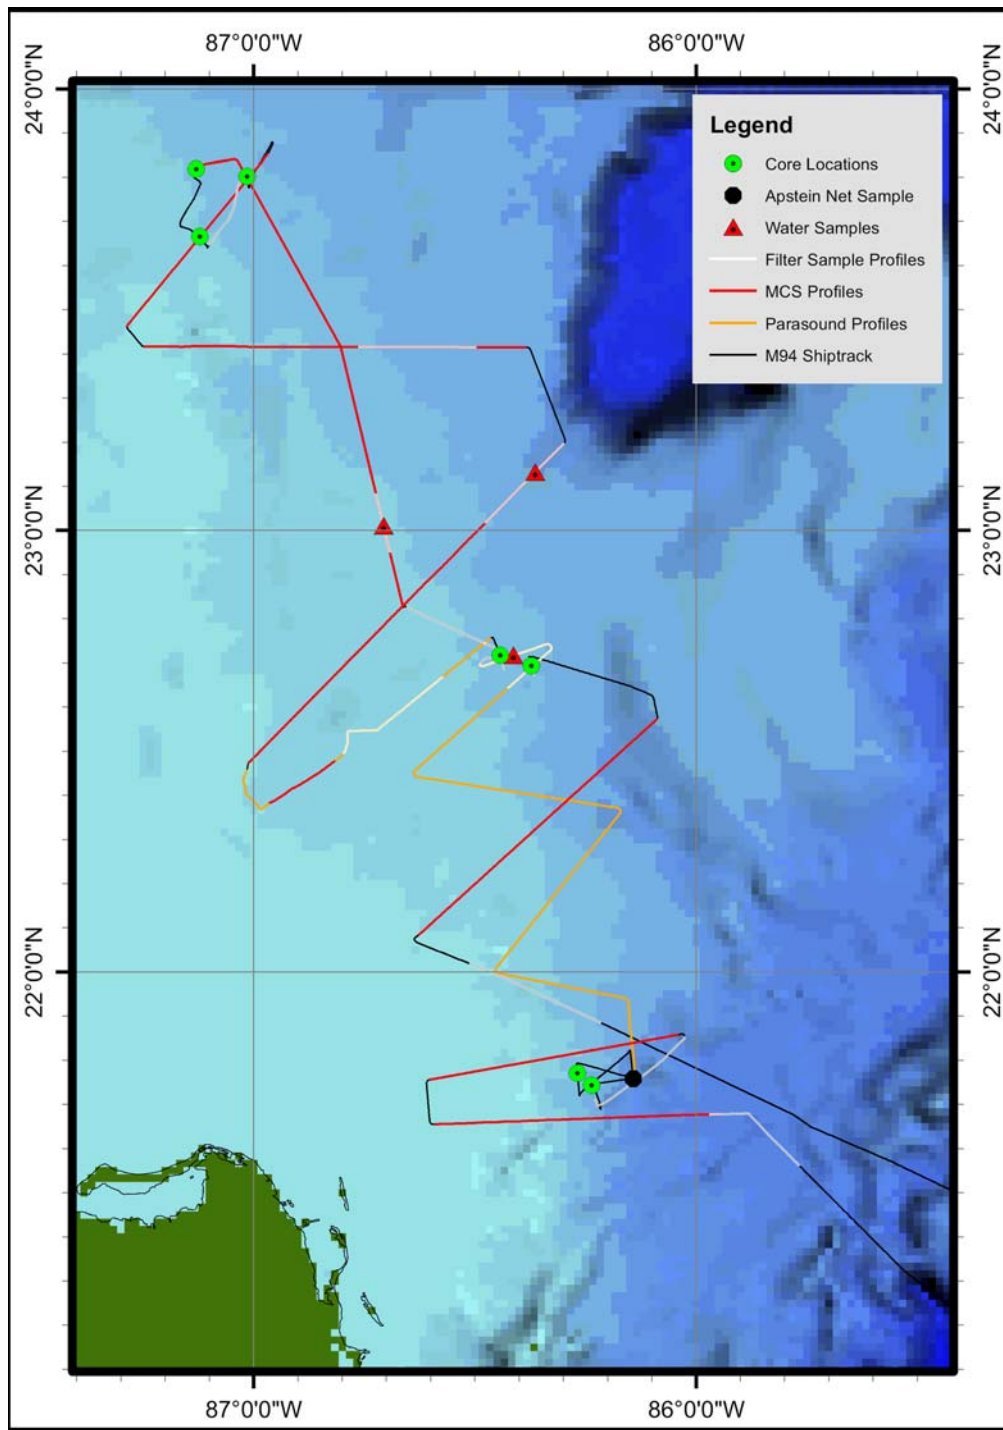 87°0'0"W 86°0'0"W
24°0'0"N 24°0'0"N
Legend
Core Locations
Apstein Net Sample
Water Samples
Filter Sample Profiles
MCS Profiles
Parasound Profiles
M94 Shiptrack
23°0'0"N 23°0'0"N
22°0'0"N 22°0'0"N
87°0'0"W 86°0'0"W